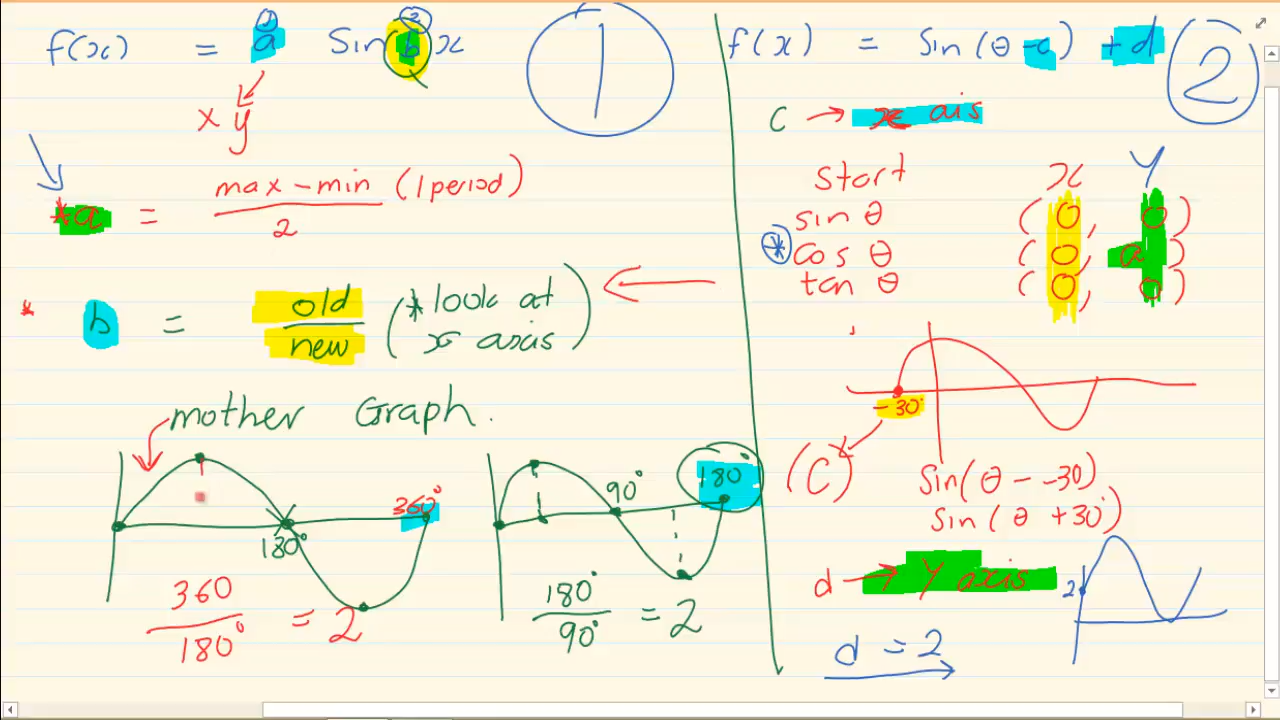 f(x) = a Sin b x
② 
x y
*a = max - min (1 period)
2
* b = old (* look at
new x axis)
mother Graph.
180° 360°
360
180° = 2
90° 180°
180°
90° = 2
1
f(x) = Sin(θ - c) + d
2
C → x ais
Start x y
sin θ (0, 0)
* cos θ (0, a)
tan θ (0, 0)
-30°
(C) Sin(θ - -30)
Sin(θ + 30°)
d → Y axis
2
d = 2